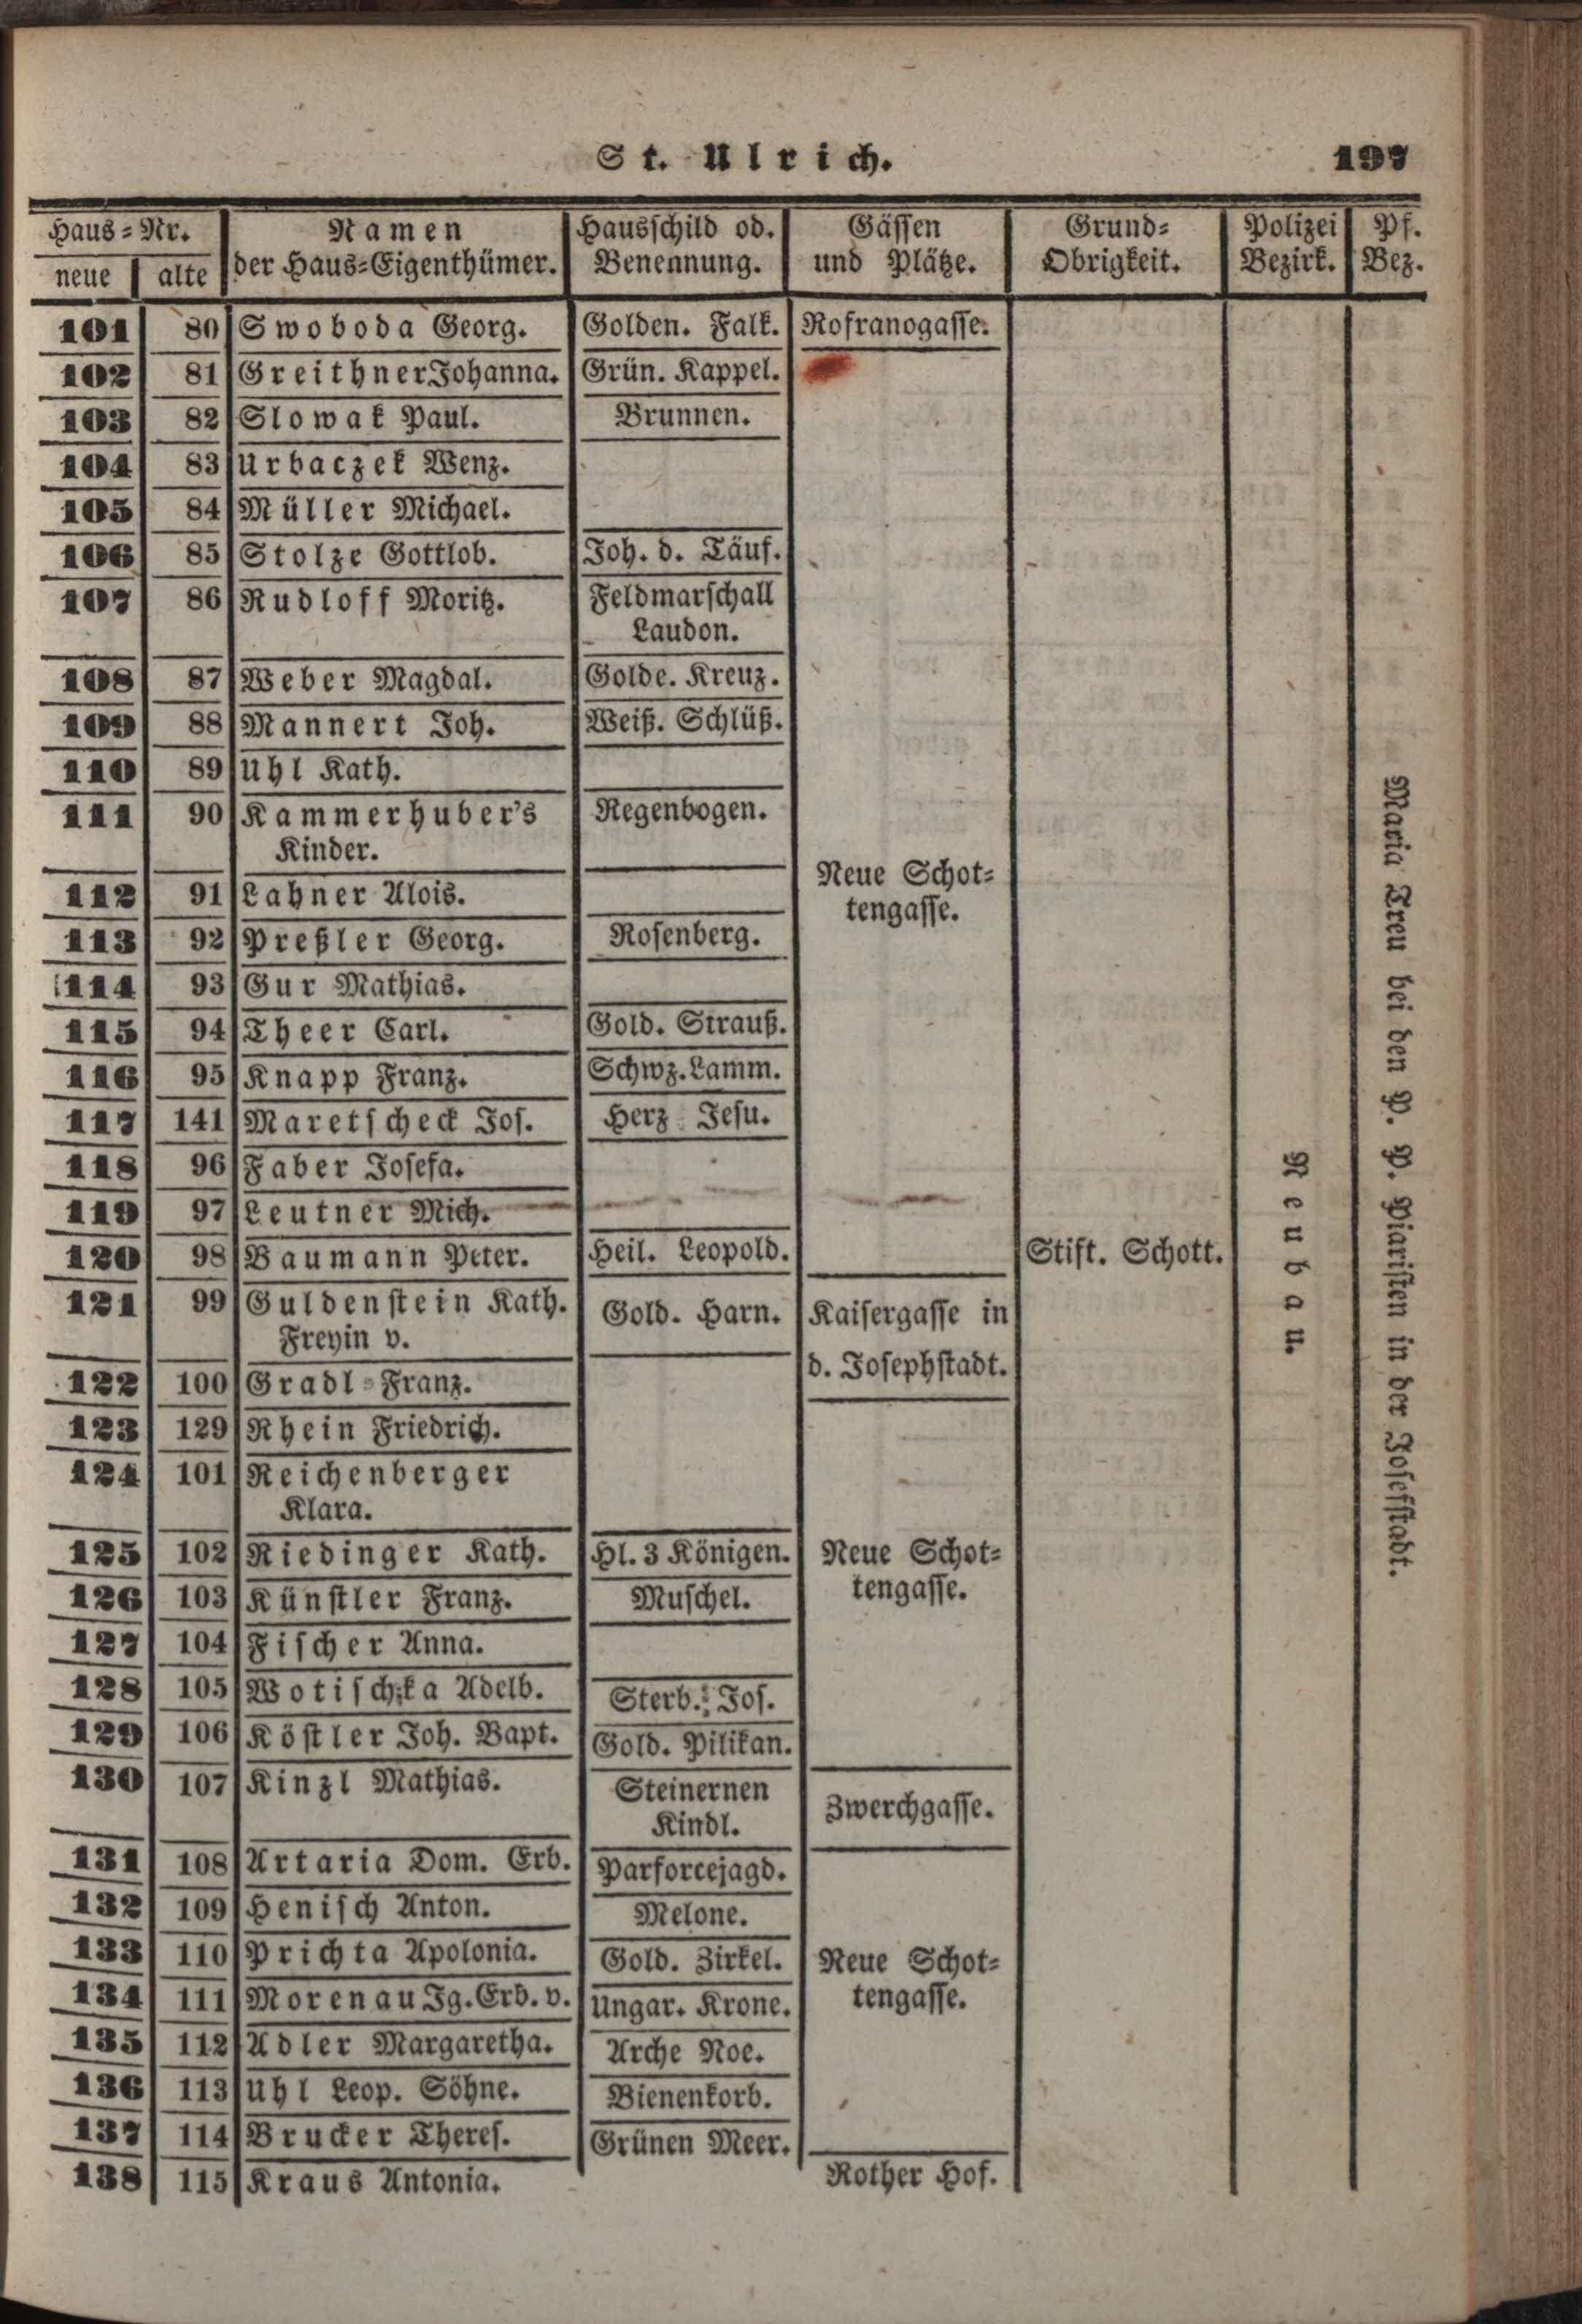 St. Ulrich. 197
Haus-Nr. Namen Hausschild od. Gässen Grund- Polizei Pf.
neue alte der Haus-Eigenthümer. Benennung. und Plätze. Obrigkeit. Bezirk. Bez.
101 80 Swoboda Georg. Golden. Falk. Rofranogasse.
102 81 Greithner Johanna. Grün. Kappel.
103 82 Slowak Paul. Brunnen.
104 83 Urbaczek Wenz.
105 84 Müller Michael.
106 85 Stolze Gottlob. Joh. d. Täuf.
107 86 Rudloff Moritz. Feldmarschall
Laudon.
108 87 Weber Magdal. Golde. Kreuz.
109 88 Mannert Joh. Weiß. Schlüß.
110 89 Uhl Kath.
111 90 Kammerhuber's Regenbogen.
Kinder.
Neue Schot-
112 91 Lahner Alois.
tengasse.
113 92 Preßler Georg. Rosenberg.
114 93 Gur Mathias.
115 94 Theer Carl. Gold. Strauß.
116 95 Knapp Franz. Schwz. Lamm.
117 141 Maretscheck Jos. Herz Jesu.
118 96 Faber Josefa.
119 97 Leutner Mich.
120 98 Baumann Peter. Heil. Leopold. Stift. Schott.
Neubau.
Maria Treu bei den P. P. Piaristen in der Josefstadt.
121 99 Guldenstein Kath. Gold. Harn. Kaisergasse in
Freyin v.
d. Josephstadt.
122 100 Gradl Franz.
123 129 Rhein Friedrich.
124 101 Reichenberger
Klara.
125 102 Riedinger Kath. Hl. 3 Königen. Neue Schot-
126 103 Künstler Franz. Muschel. tengasse.
127 104 Fischer Anna.
128 105 Wotischka Adelb. Sterb. Jos.
129 106 Köstler Joh. Bapt. Gold. Pilikan.
130 107 Kinzl Mathias. Steinernen Zwerchgasse.
Kindl.
131 108 Artaria Dom. Erb. Parforcejagd.
132 109 Henisch Anton. Melone.
133 110 Prichta Apolonia. Gold. Zirkel. Neue Schot-
134 111 Morenau Ig. Erb. v. Ungar. Krone. tengasse.
135 112 Adler Margaretha. Arche Noe.
136 113 Uhl Leop. Söhne. Bienenkorb.
137 114 Brucker Theres. Grünen Meer.
138 115 Kraus Antonia. Rother Hof.